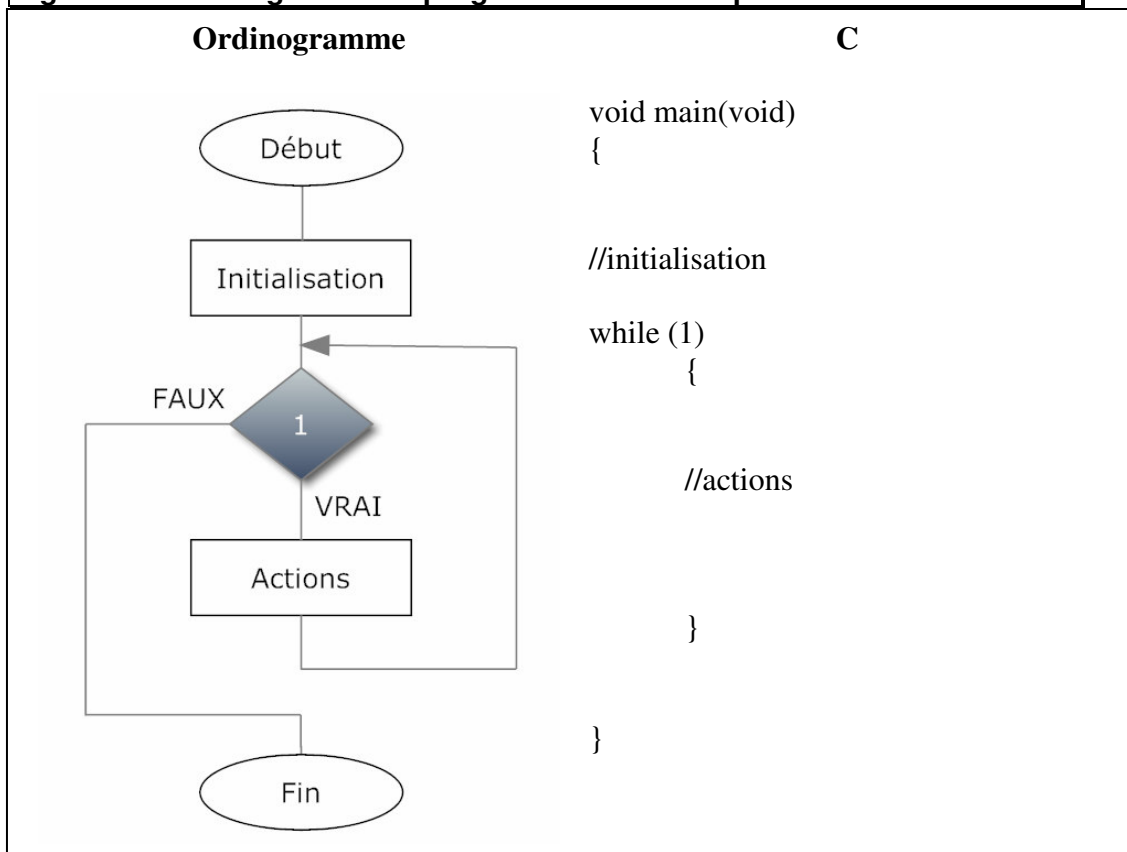 Ordinogramme
C
Début
Initialisation
FAUX
1
VRAI
Actions
Fin
void main(void)
{
//initialisation
while (1)
{
//actions
}
}